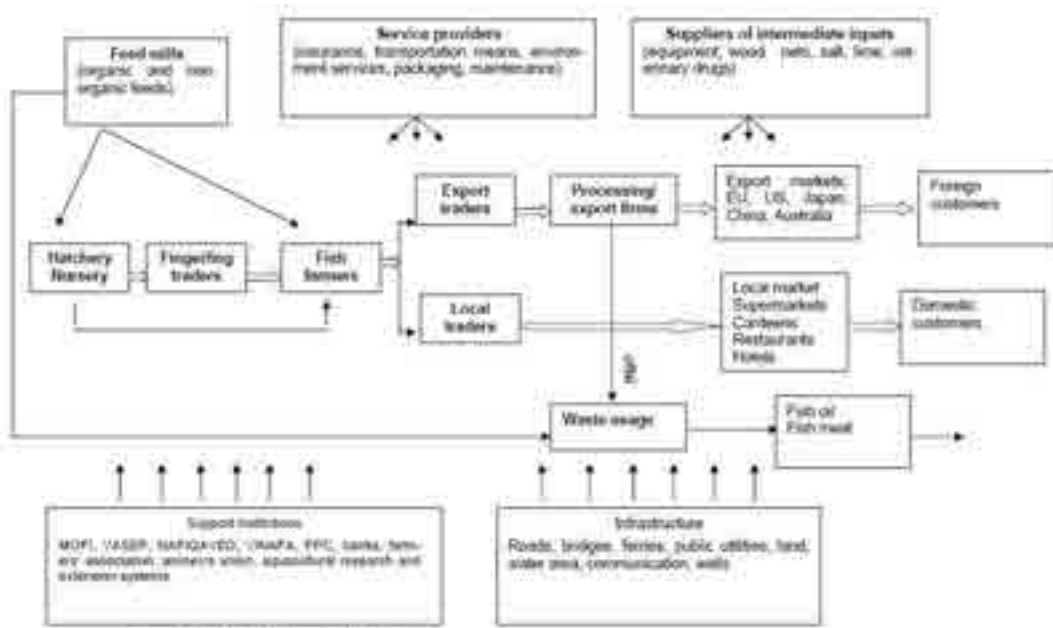 Feed mills
(organic and non
organic feeds)
Service providers
(insurance, transportation means, environ-
ment services, packaging, maintenance)
Suppliers of intermediate inputs
(equipment, wood nets, salt, lime, vet-
erinary drugs)
Export
traders
Processing/
export firms
Export markets:
EU, US, Japan,
China, Australia
Foreign
customers
Hatchery
Nursery
Fingerling
traders
Fish
farmers
Local
traders
Local market
Supermarkets
Canteens
Restaurants
Hotels
Domestic
customers
Waste usage
Fish oil
Fish meal
Support institutions
MOFI, VASEP, NAFIQAVED, VINAFA, banks, farm-
ers' association, union, aquacultural research and
extension systems
Infrastructure
Roads, bridges, ferries, public utilities, land,
water area, communication, wells